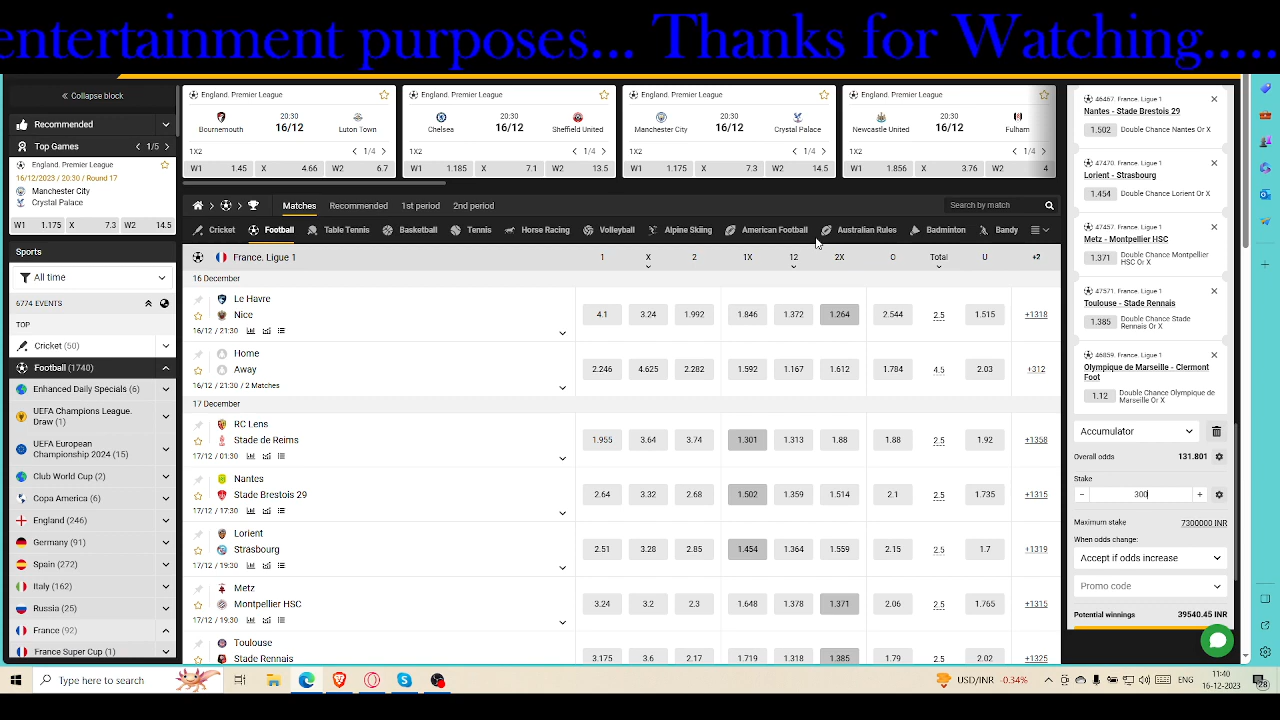 entertainment purposes... Thanks for Watching.....
Collapse block
Recommended
Top Games
1/5
England. Premier League
16/12/2023 / 20:30 / Round 17
Manchester City
Crystal Palace
W1 1.175 X 7.3 W2 14.5
Sports
All time
6774 EVENTS
TOP
Cricket (50)
Football (1740)
Enhanced Daily Specials (6)
UEFA Champions League. Draw (1)
UEFA European Championship 2024 (15)
Club World Cup (2)
Copa America (6)
England (246)
Germany (91)
Spain (272)
Italy (162)
Russia (25)
France (92)
France Super Cup (1)
England. Premier League
Bournemouth
20:30
16/12
Luton Town
1X2
1/4
W1 1.45 X 4.66 W2 6.7
England. Premier League
Chelsea
20:30
16/12
Sheffield United
1X2
1/4
W1 1.185 X 7.1 W2 13.5
England. Premier League
Manchester City
20:30
16/12
Crystal Palace
1X2
1/4
W1 1.175 X 7.3 W2 14.5
England. Premier League
Newcastle United
20:30
16/12
Fulham
1X2
1/4
W1 1.856 X 3.76 W2 4
Matches Recommended 1st period 2nd period
Search by match
Cricket Football Table Tennis Basketball Tennis Horse Racing Volleyball Alpine Skiing American Football Australian Rules Badminton Bandy
France. Ligue 1 1 X 2 1X 12 2X O Total U +2
16 December
Le Havre
Nice
16/12 / 21:30
4.1 3.24 1.992 1.846 1.372 1.264 2.544 2.5 1.515 +1318
Home
Away
16/12 / 21:30 / 2 Matches
2.246 4.625 2.282 1.592 1.167 1.612 1.784 4.5 2.03 +312
17 December
RC Lens
Stade de Reims
17/12 / 01:30
1.955 3.64 3.74 1.301 1.313 1.88 1.88 2.5 1.92 +1358
Nantes
Stade Brestois 29
17/12 / 17:30
2.64 3.32 2.68 1.502 1.359 1.514 2.1 2.5 1.735 +1315
Lorient
Strasbourg
17/12 / 19:30
2.51 3.28 2.85 1.454 1.364 1.559 2.15 2.5 1.7 +1319
Metz
Montpellier HSC
17/12 / 19:30
3.24 3.2 2.3 1.648 1.378 1.371 2.06 2.5 1.765 +1315
Toulouse
Stade Rennais
3.175 3.6 2.17 1.719 1.318 1.385 1.79 2.5 2.02 +1325
46467. France. Ligue 1
Nantes - Stade Brestois 29
1.502 Double Chance Nantes Or X
47470. France. Ligue 1
Lorient - Strasbourg
1.454 Double Chance Lorient Or X
47457. France. Ligue 1
Metz - Montpellier HSC
1.371 Double Chance Montpellier HSC Or X
47571. France. Ligue 1
Toulouse - Stade Rennais
1.385 Double Chance Stade Rennais Or X
46859. France. Ligue 1
Olympique de Marseille - Clermont Foot
1.12 Double Chance Olympique de Marseille Or X
Accumulator
Overall odds 131.801
Stake
− 300 +
Maximum stake 7300000 INR
When odds change:
Accept if odds increase
Promo code
Potential winnings 39540.45 INR
Type here to search
USD/INR -0.34%
ENG
11:40
16-12-2023
28